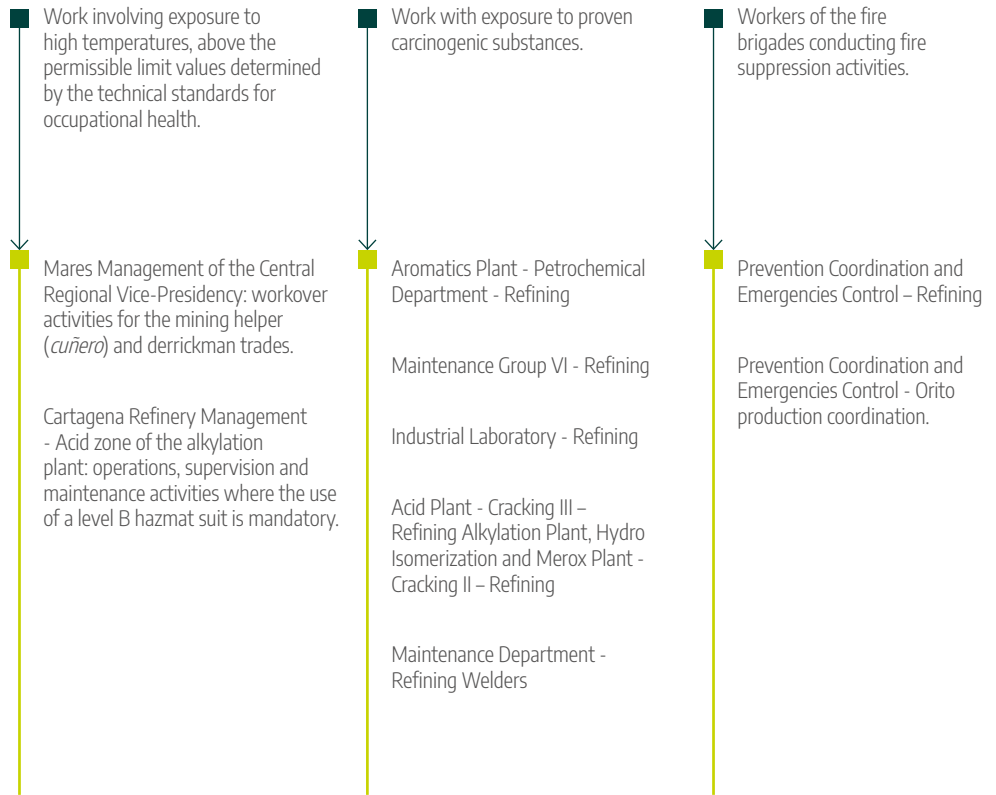 Work involving exposure to
high temperatures, above the
permissible limit values determined
by the technical standards for
occupational health.
Mares Management of the Central
Regional Vice-Presidency: workover
activities for the mining helper
(cuñero) and derrickman trades.
Cartagena Refinery Management
- Acid zone of the alkylation
plant: operations, supervision and
maintenance activities where the use
of a level B hazmat suit is mandatory.
Work with exposure to proven
carcinogenic substances.
Aromatics Plant - Petrochemical
Department - Refining
Maintenance Group VI - Refining
Industrial Laboratory - Refining
Acid Plant - Cracking III –
Refining Alkylation Plant, Hydro
Isomerization and Merox Plant -
Cracking II – Refining
Maintenance Department -
Refining Welders
Workers of the fire
brigades conducting fire
suppression activities.
Prevention Coordination and
Emergencies Control – Refining
Prevention Coordination and
Emergencies Control - Orito
production coordination.